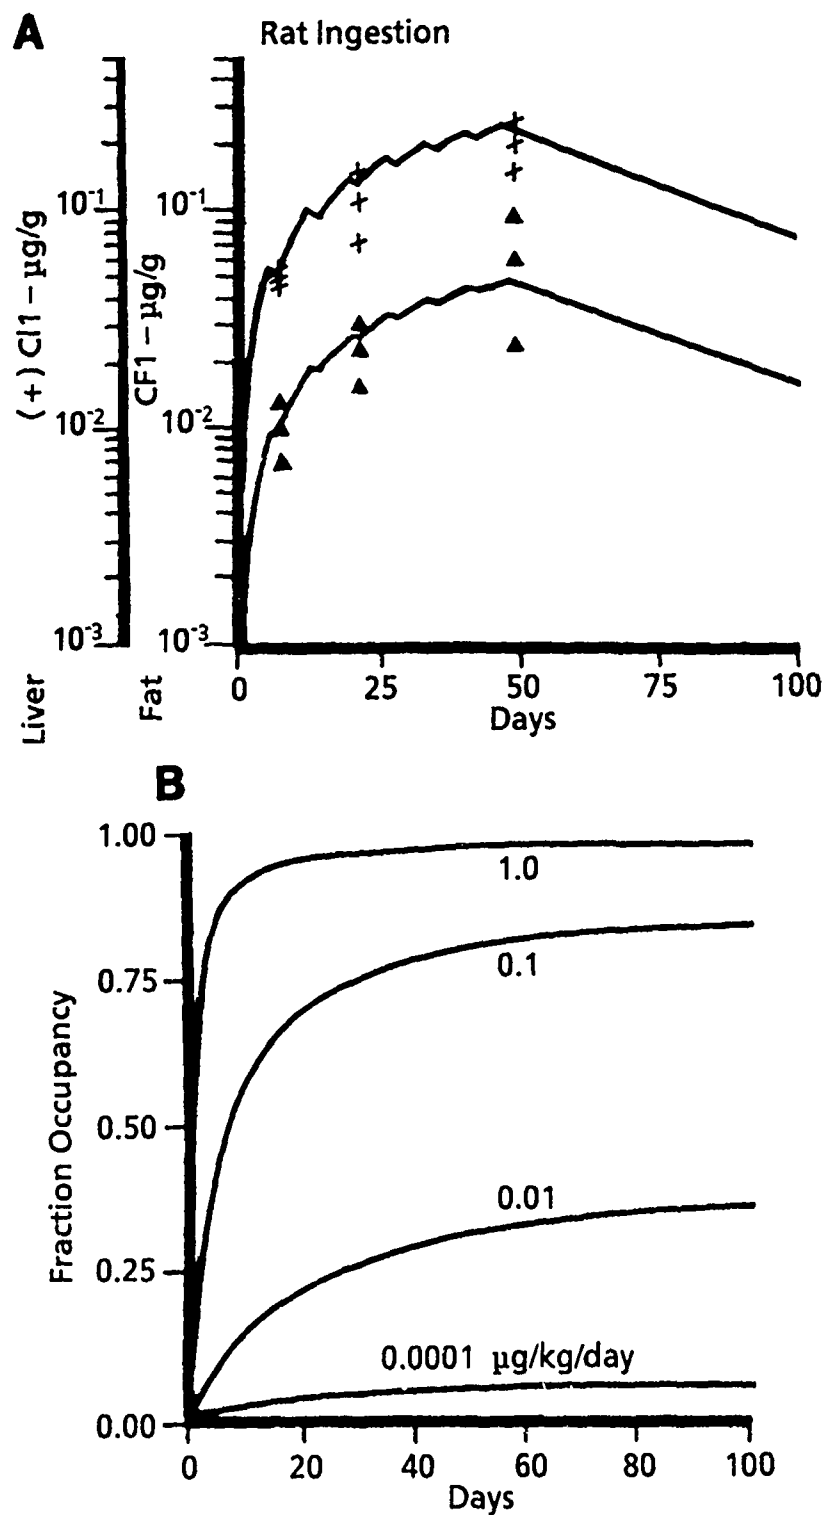 A
Rat Ingestion
(+) Cl1 – µg/g
CF1 – µg/g
10-1
10-1
10-2
10-2
10-3
10-3
Liver
Fat
0
25
50
75
100
Days
B
1.00
0.75
0.50
0.25
0.00
Fraction Occupancy
1.0
0.1
0.01
0.0001 µg/kg/day
0
20
40
60
80
100
Days